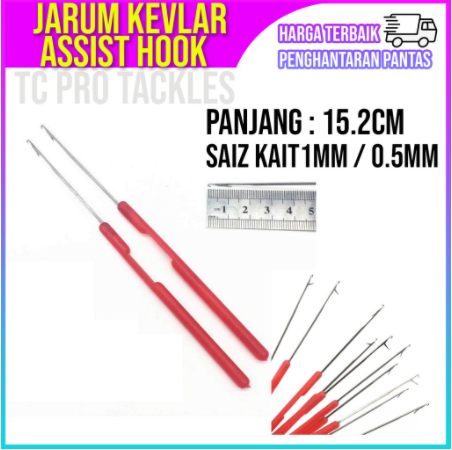 JARUM KEVLAR
ASSIST HOOK
HARGA TERBAIK
PENGHANTARAN PANTAS
TC PRO TACKLES
PANJANG : 15.2CM
SAIZ KAIT1MM / 0.5MM
1 2 3 4 5